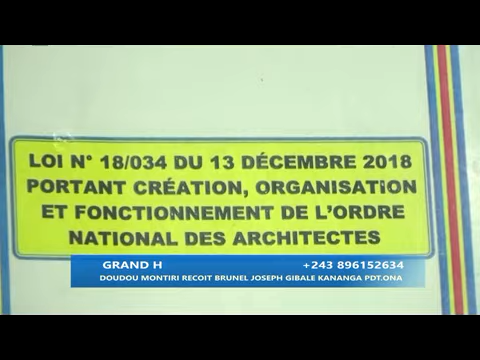 LOI N° 18/034 DU 13 DÉCEMBRE 2018
PORTANT CRÉATION, ORGANISATION
ET FONCTIONNEMENT DE L'ORDRE
NATIONAL DES ARCHITECTES
GRAND H +243 896152634
DOUDOU MONTIRI RECOIT BRUNEL JOSEPH GIBALE KANANGA PDT.ONA